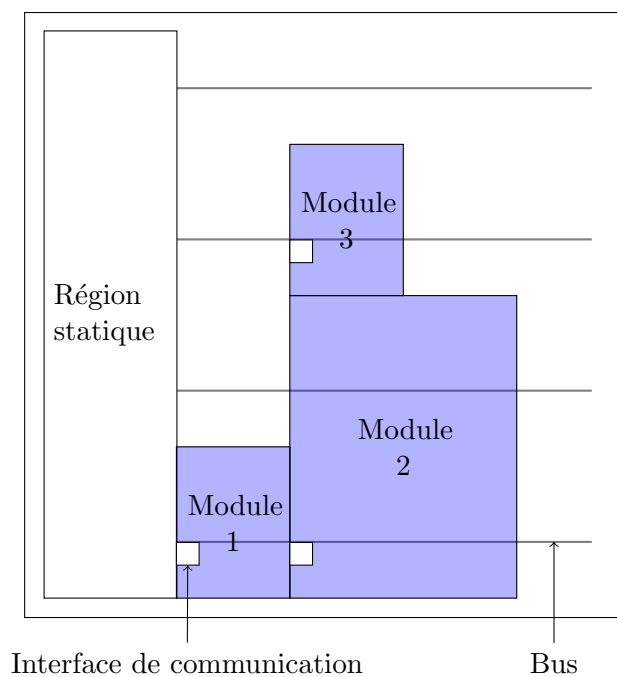 Module
3
Région
statique
Module
2
Module
1
Interface de communication
Bus